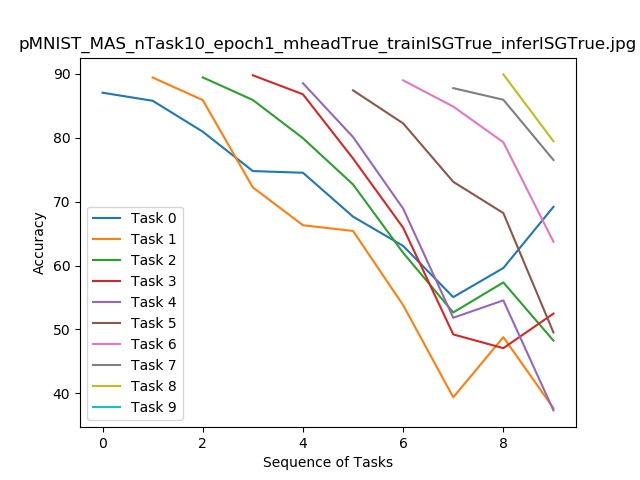 pMNIST_MAS_nTask10_epoch1_mheadTrue_trainISGTrue_inferISGTrue.jpg
90
80
70
60
50
40
Accuracy
Task 0
Task 1
Task 2
Task 3
Task 4
Task 5
Task 6
Task 7
Task 8
Task 9
0 2 4 6 8
Sequence of Tasks